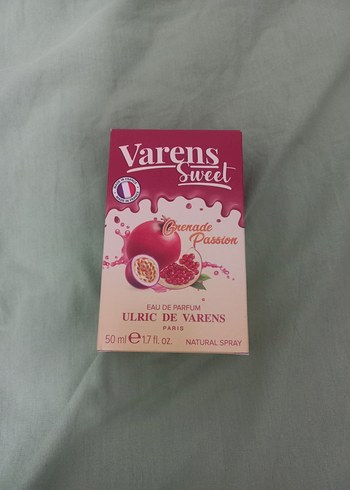 Varens
Sweet
Grenade
Passion
EAU DE PARFUM
ULRIC DE VARENS
PARIS
50 ml ℮ 1.7 fl. oz.
NATURAL SPRAY